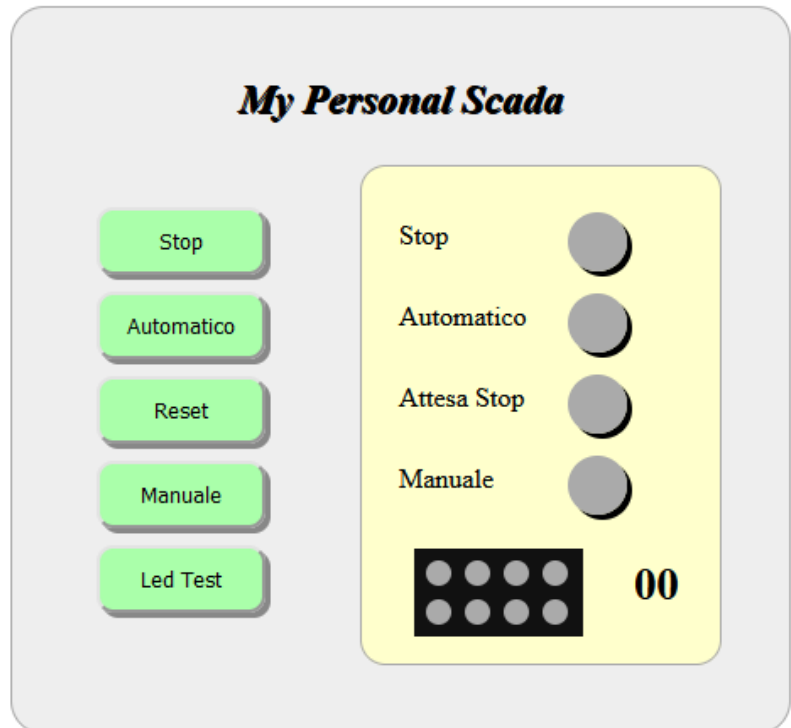 My Personal Scada
Stop
Automatico
Reset
Manuale
Led Test
Stop
Automatico
Attesa Stop
Manuale
00